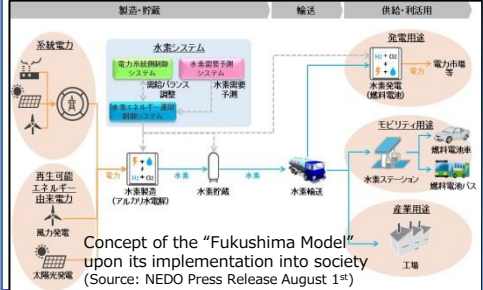 製造・貯蔵
輸送
供給・利活用
系統電力
水素システム
電力系統側制御
システム
水素需要予測
システム
需給バランス
調整
水素需要
予測
水素エネルギー運用
制御システム
再生可能
エネルギー
由来電力
風力発電
太陽光発電
電力
H2
O2
水素製造
(アルカリ水電解)
水素
水素貯蔵
水素
水素輸送
発電用途
H2
O2
水素発電
(燃料電池)
電力
電力市場
等
モビリティ用途
水素ステーション
燃料電池車
燃料電池バス
産業用途
工場
Concept of the “Fukushima Model”
upon its implementation into society
(Source: NEDO Press Release August 1st)